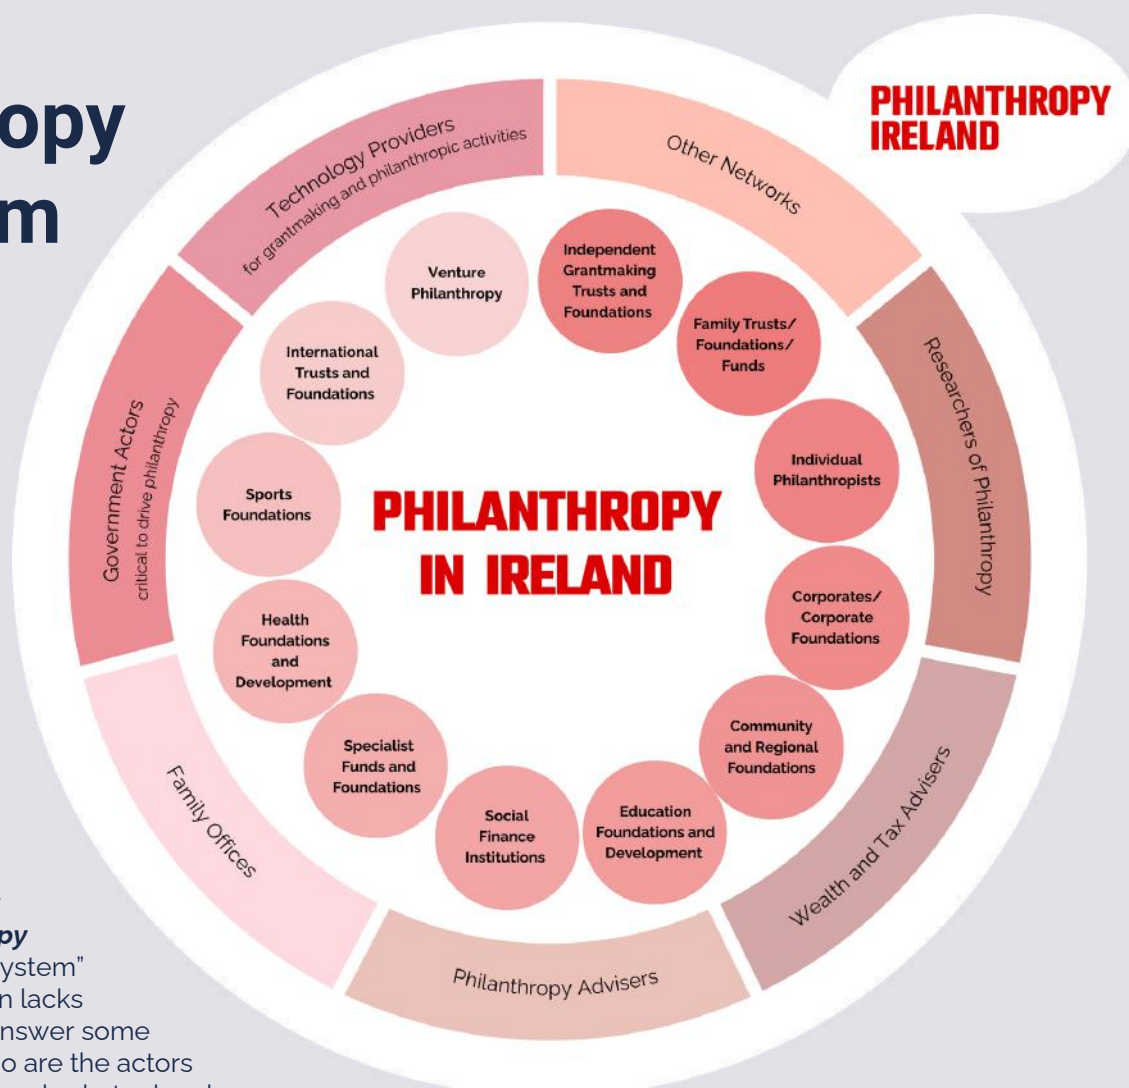 opy
m
PHILANTHROPY
IRELAND
Technology Providers
for grantmaking and philanthropic activities
Other Networks
Researchers of Philanthropy
Wealth and Tax Advisers
Philanthropy Advisers
Family Offices
Government Actors
critical to drive philanthropy
Independent
Grantmaking
Trusts and
Foundations
Family Trusts/
Foundations/
Funds
Individual
Philanthropists
Corporates/
Corporate
Foundations
Community
and Regional
Foundations
Education
Foundations and
Development
Social
Finance
Institutions
Specialist
Funds and
Foundations
Health
Foundations
and
Development
Sports
Foundations
International
Trusts and
Foundations
Venture
Philanthropy
PHILANTHROPY
IN IRELAND
py
ystem”
n lacks
nswer some
o are the actors